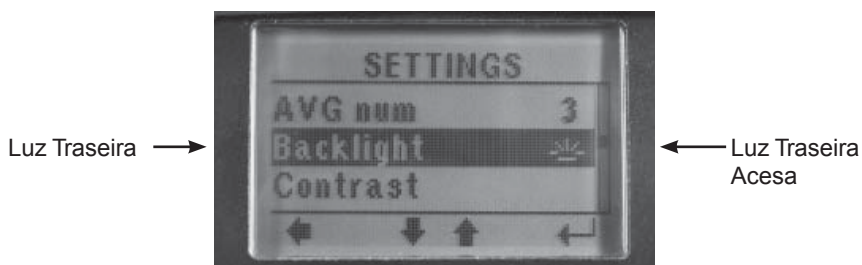 SETTINGS
AVG num 3
Luz Traseira
Backlight
Luz Traseira
Acesa
Contrast